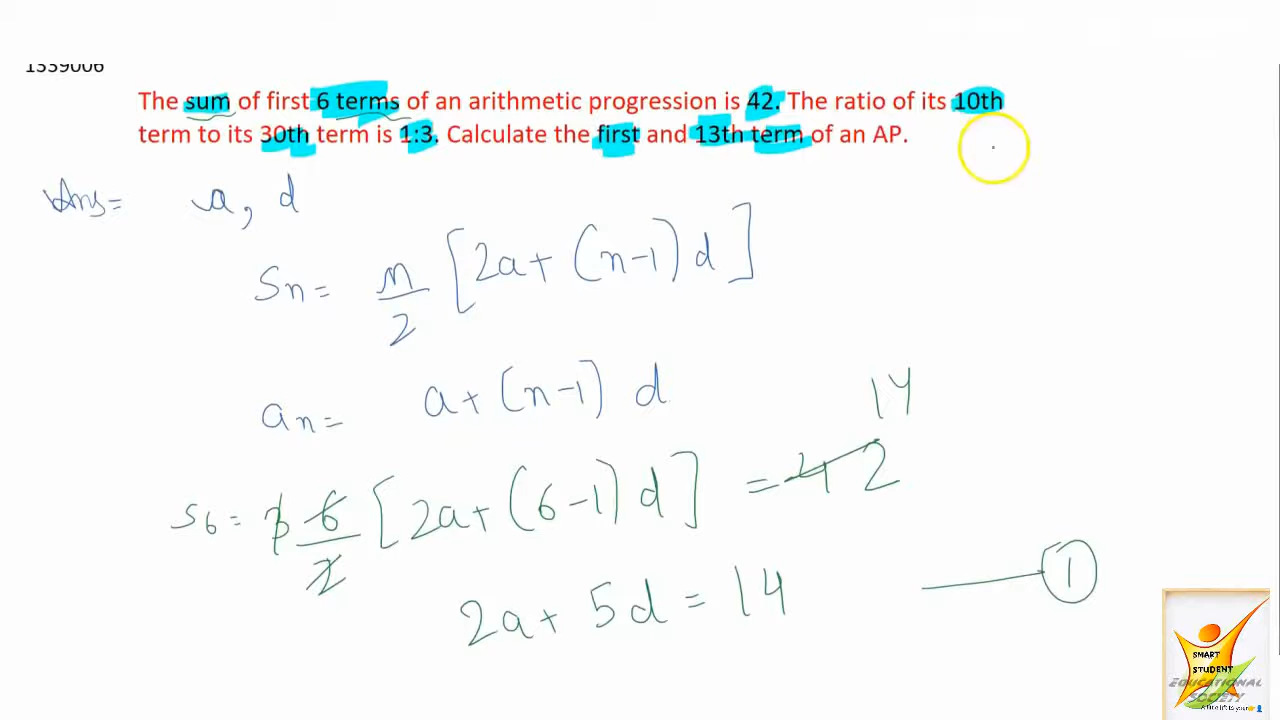 1339006
The sum of first 6 terms of an arithmetic progression is 42. The ratio of its 10th
term to its 30th term is 1:3. Calculate the first and 13th term of an AP.
Ans= a, d
Sn= n/2 [2a+(n-1)d]
an= a+(n-1) d
14
S6= 3 6/2 [2a+(6-1)d] =42
2a+ 5d= 14 1
SMART
STUDENT
EDUCATIONAL
SOCIETY